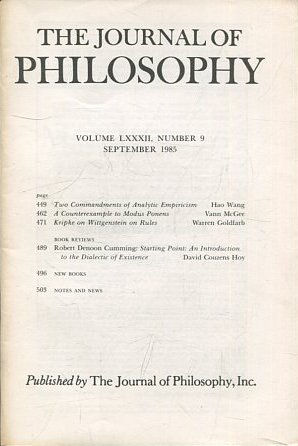 THE JOURNAL OF
PHILOSOPHY
VOLUME LXXXII, NUMBER 9
SEPTEMBER 1985
page
449 Two Commandments of Analytic Empiricism Hao Wang
462 A Counterexample to Modus Ponens Vann McGee
471 Kripke on Wittgenstein on Rules Warren Goldfarb
BOOK REVIEWS
489 Robert Denoon Cumming: Starting Point: An Introduction
to the Dialectic of Existence David Couzens Hoy
496 NEW BOOKS
503 NOTES AND NEWS
Published by The Journal of Philosophy, Inc.